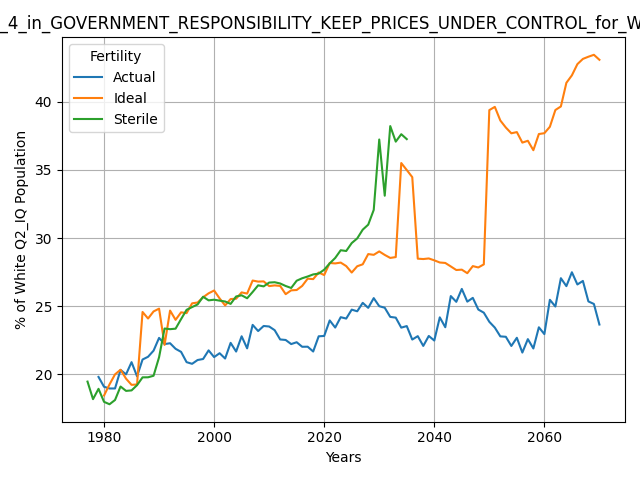 _4_in_GOVERNMENT_RESPONSIBILITY_KEEP_PRICES_UNDER_CONTROL_for_W
Fertility
Actual
Ideal
Sterile
% of White Q2_IQ Population
40
35
30
25
20
1980
2000
2020
2040
2060
Years